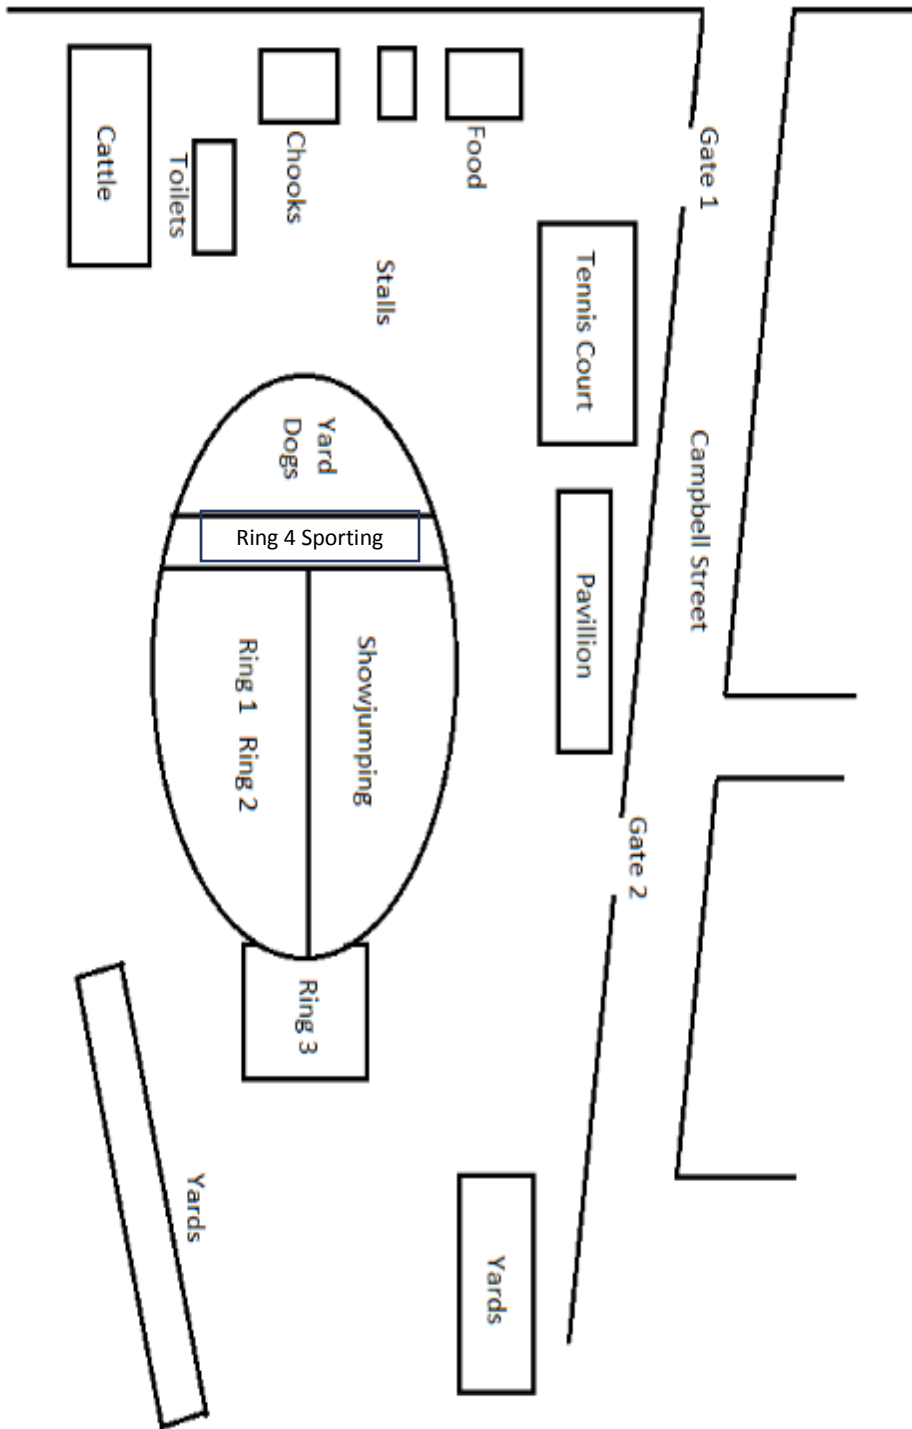 Gate 1
Food
Chooks
Cattle
Toilets
Stalls
Tennis Court
Yard
Dogs
Campbell Street
Ring 4 Sporting
Pavillion
Showjumping
Ring 1 Ring 2
Gate 2
Ring 3
Yards
Yards